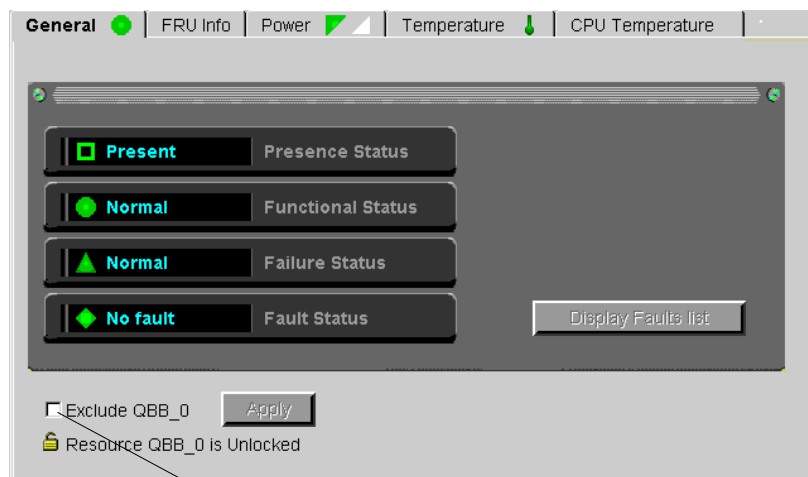 General FRU Info Power Temperature CPU Temperature
Present Presence Status
Normal Functional Status
Normal Failure Status
No fault Fault Status
Display Faults list
Exclude QBB_0 Apply
Resource QBB_0 is Unlocked